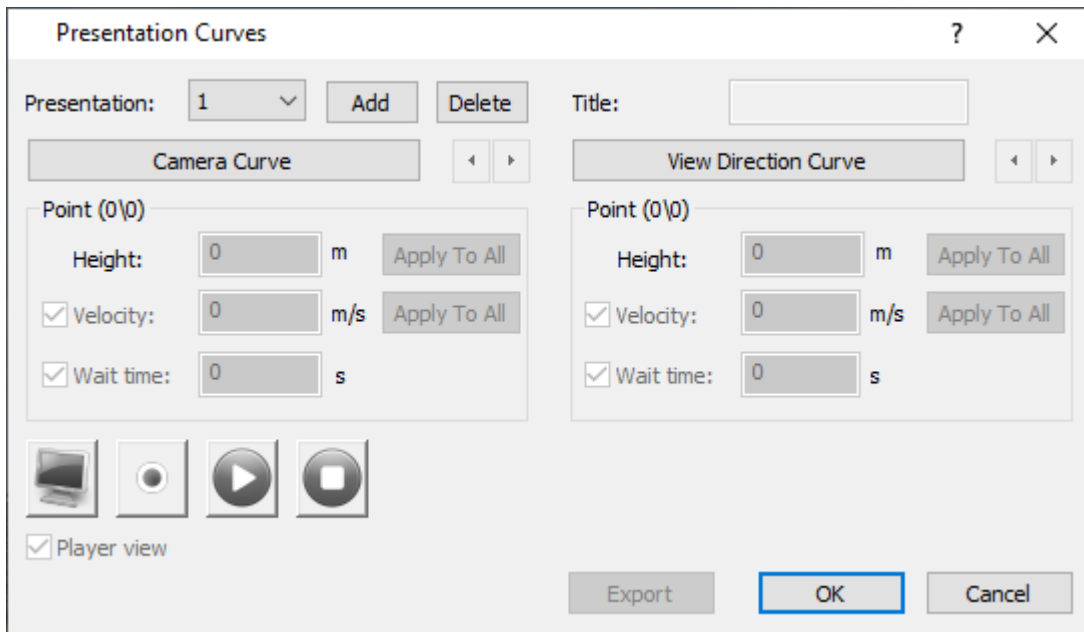 Presentation Curves ?
Presentation: 1 Add Delete Title:
Camera Curve View Direction Curve
Point (0\0) Point (0\0)
Height: 0 m Apply To All Height: 0 m Apply To All
Velocity: 0 m/s Apply To All Velocity: 0 m/s Apply To All
Wait time: 0 s Wait time: 0 s
Player view
Export OK Cancel